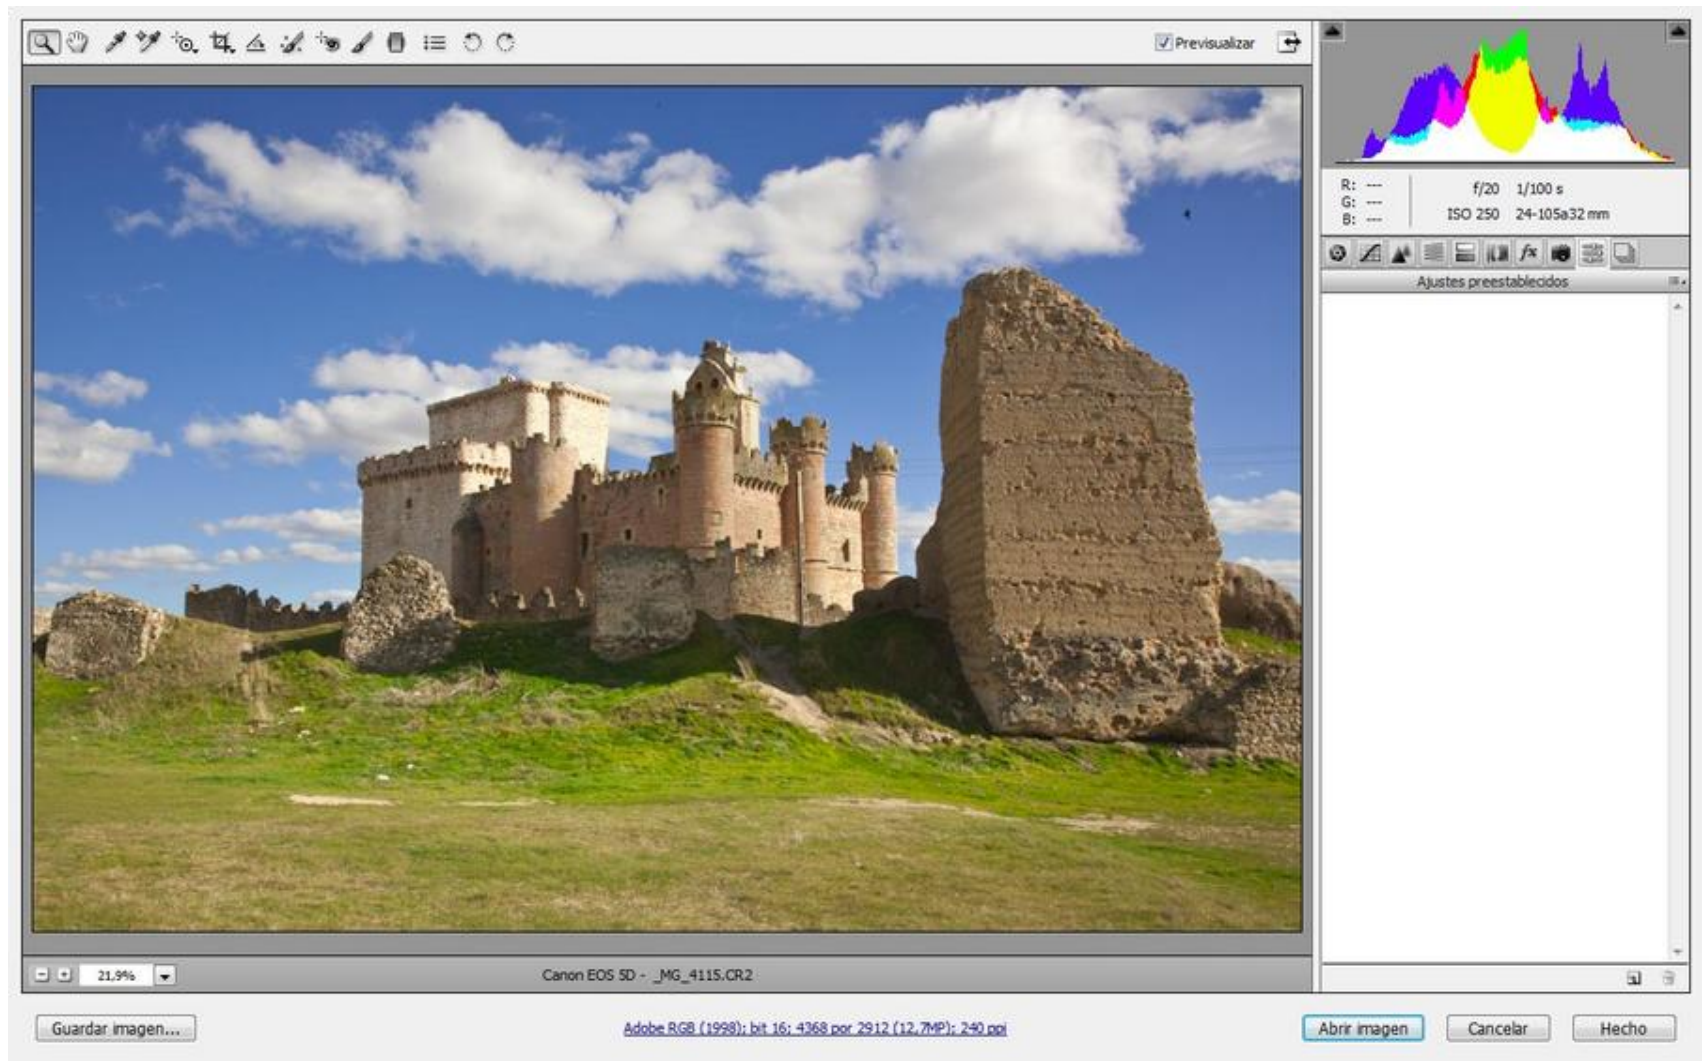 Previsualizar
R: ---
G: ---
B: ---
f/20 1/100 s
ISO 250 24-105a32 mm
fx
Ajustes preestablecidos
21,9%
Canon EOS 5D - _MG_4115.CR2
Guardar imagen...
Adobe RGB (1998); bit 16; 4368 por 2912 (12,7MP); 240 ppi
Abrir imagen
Cancelar
Hecho